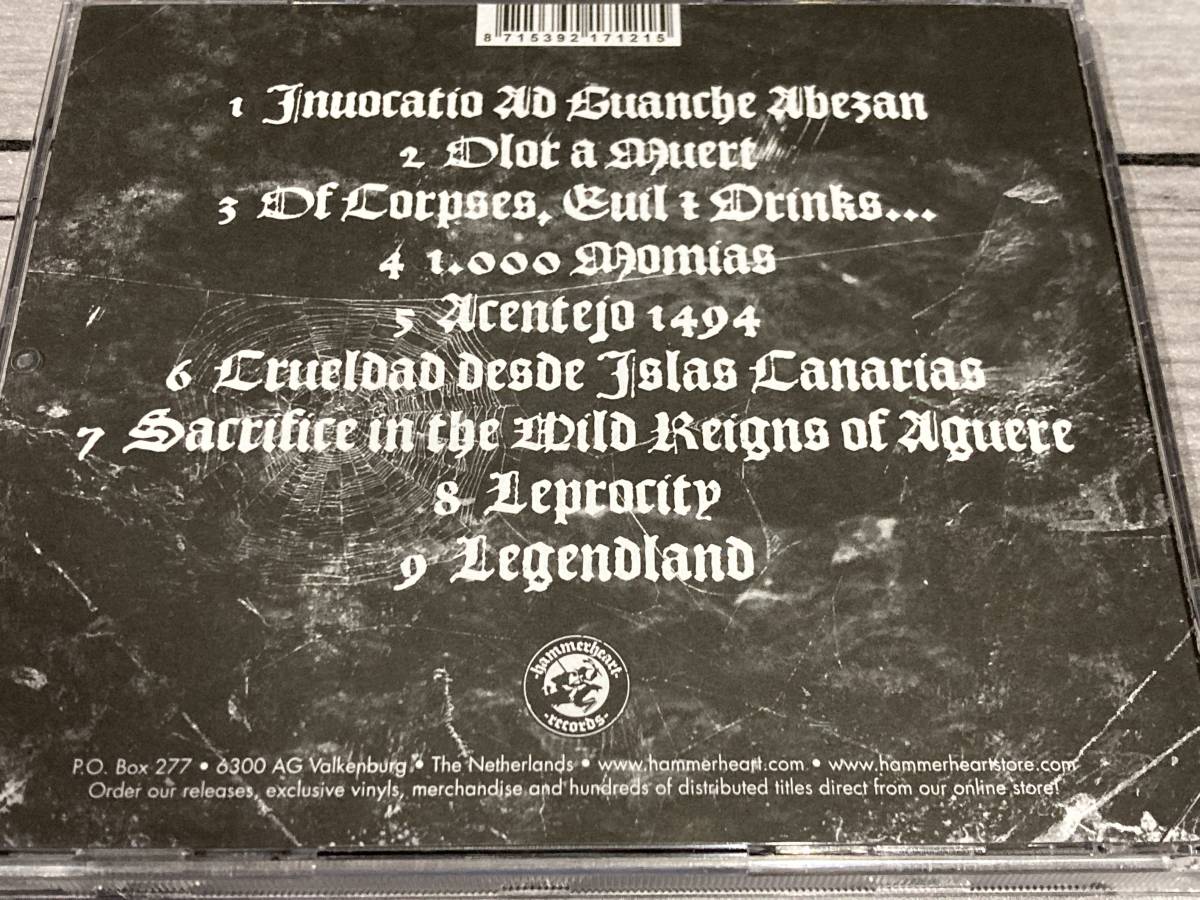 8 715392 171215
1 Invocatio Ad Guanche Abezan
2 Olor a Muert
3 Of Corpses, Evil & Drinks...
4 1.000 Momias
5 Acentejo 1494
6 Crueldad desde Islas Canarias
7 Sacrifice in the Wild Reigns of Aguere
8 Leprocity
9 Legendland
hammerheart
-records-
P.O. Box 277 • 6300 AG Valkenburg • The Netherlands • www.hammerheart.com • www.hammerheartstore.com
Order our releases, exclusive vinyls, merchandise and hundreds of distributed titles direct from our online store!